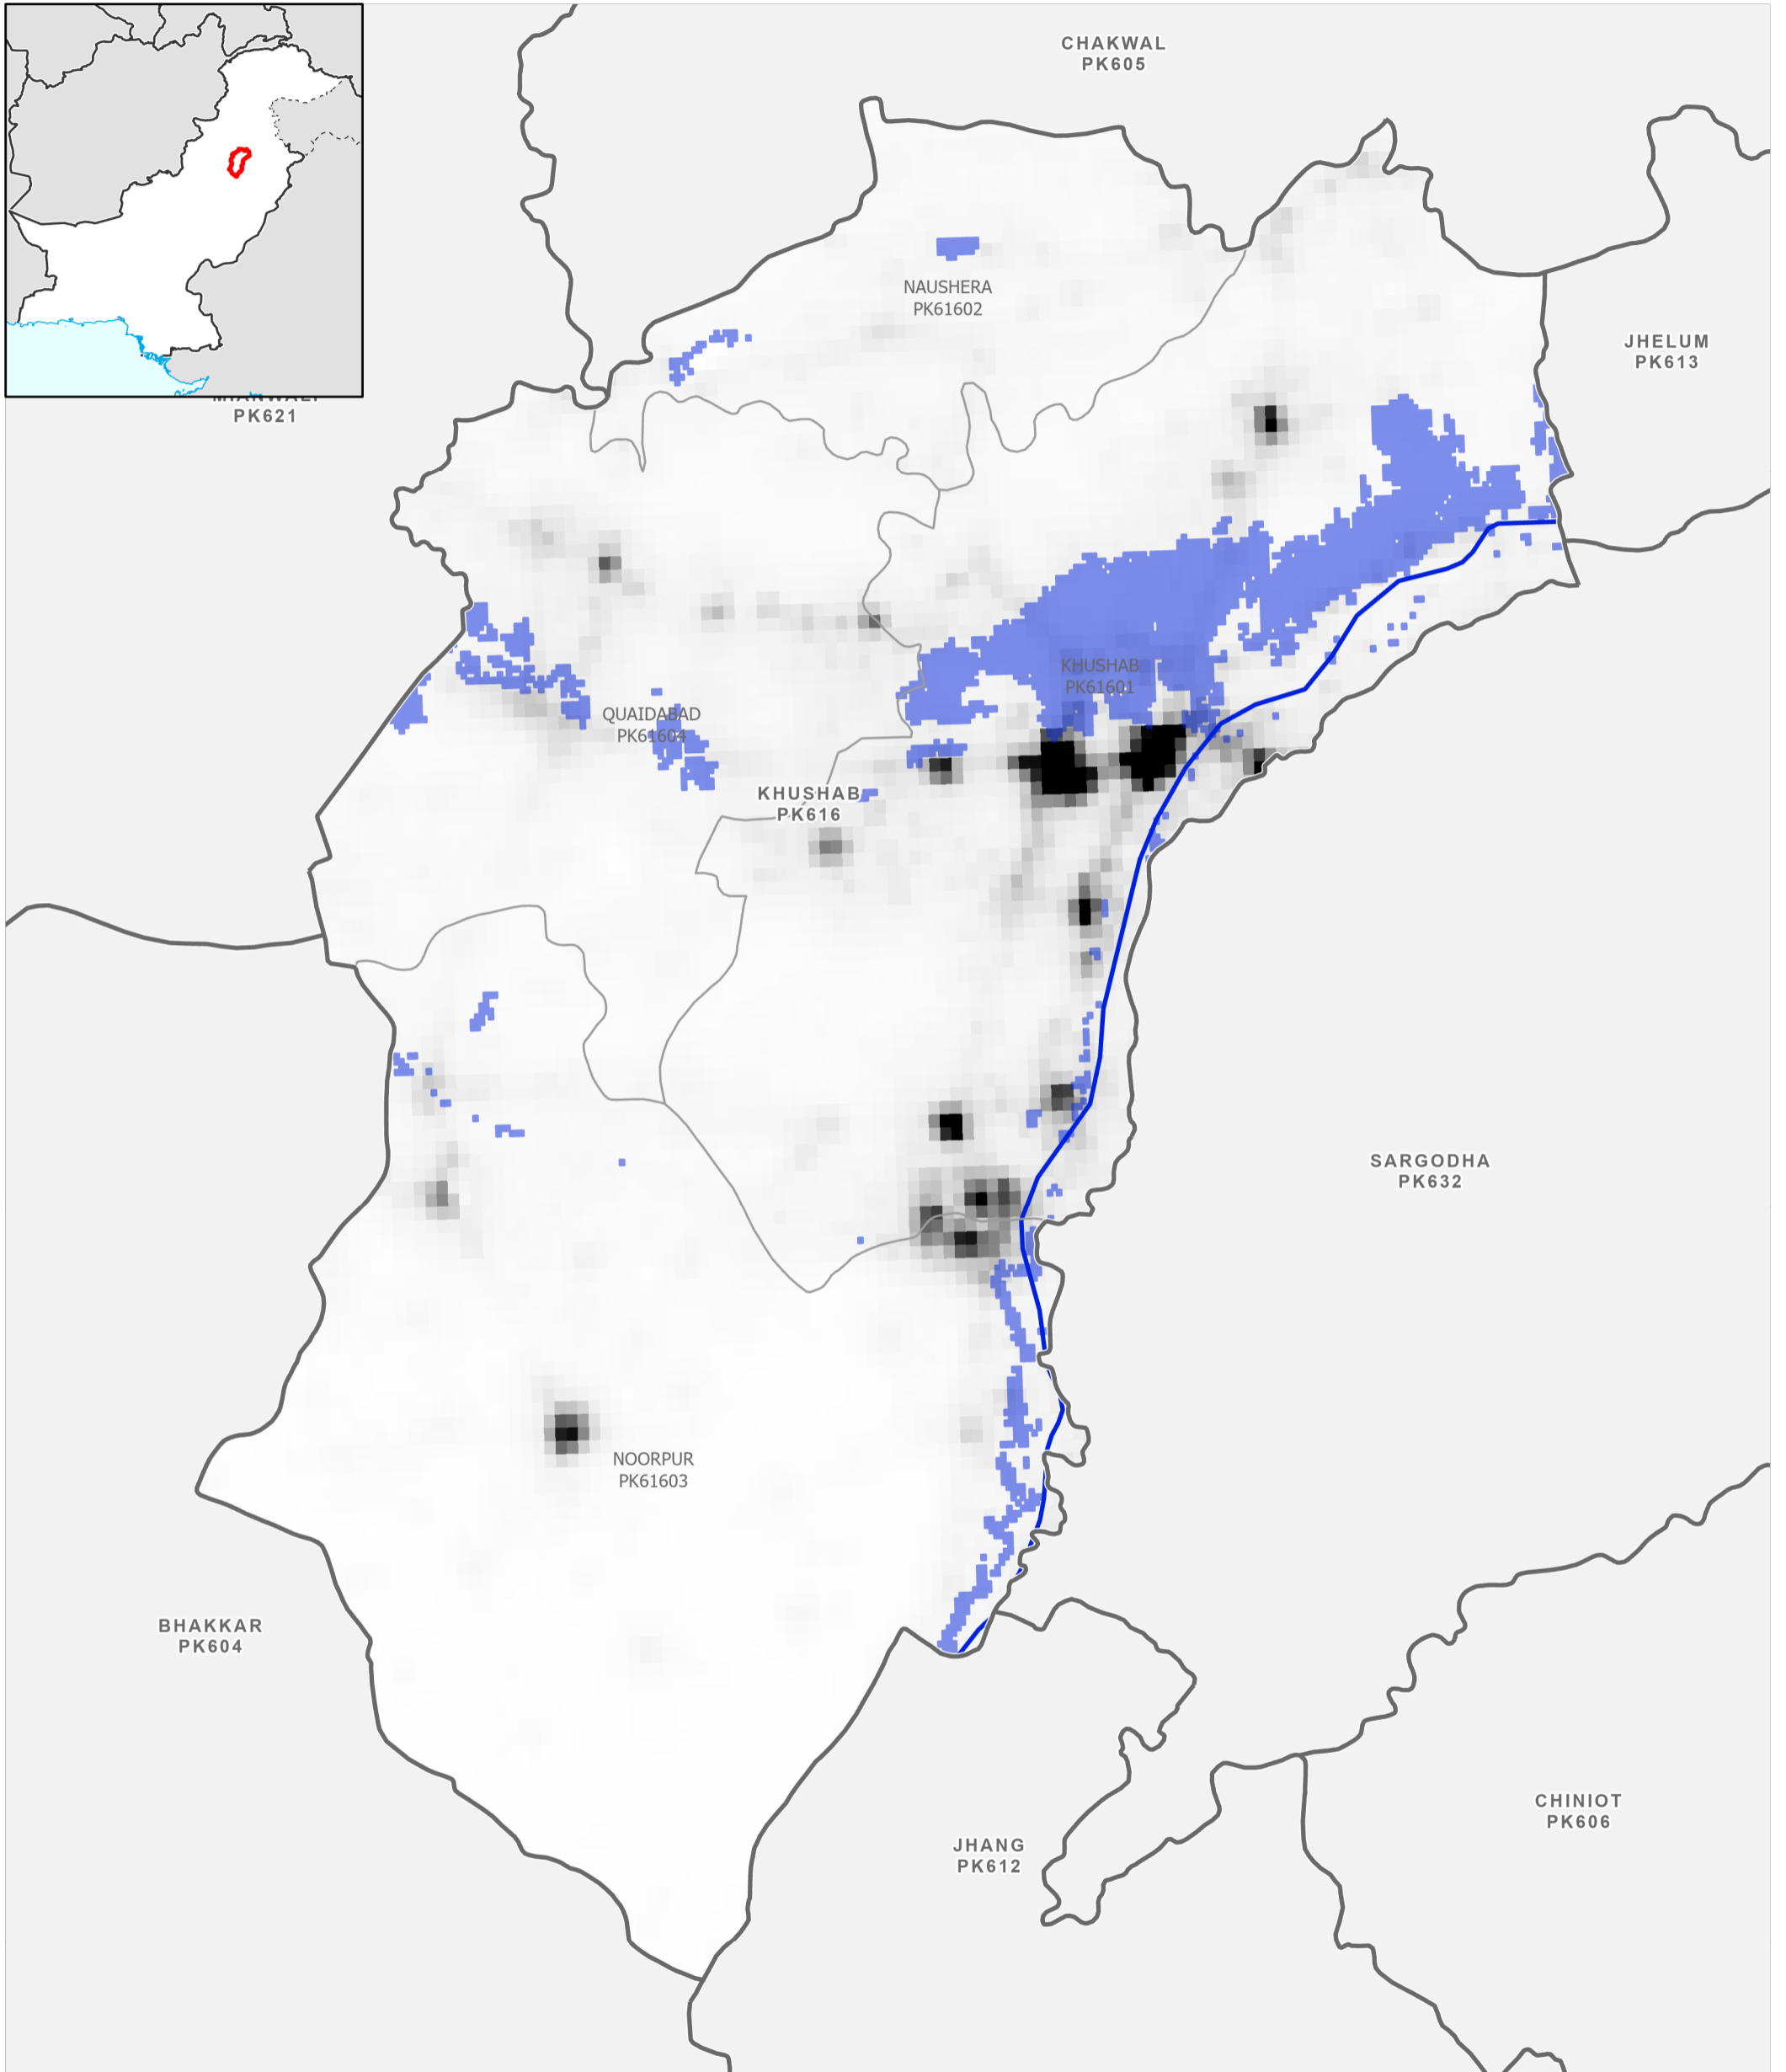 CHAKWAL
PK605
NAUSHERA
PK61602
JHELUM
PK613
PK621
KHUSHAB
PK61601
QUAIDABAD
PK61604
KHUSHAB
PK616
SARGODHA
PK632
NOORPUR
PK61603
BHAKKAR
PK604
CHINIOT
PK606
JHANG
PK612